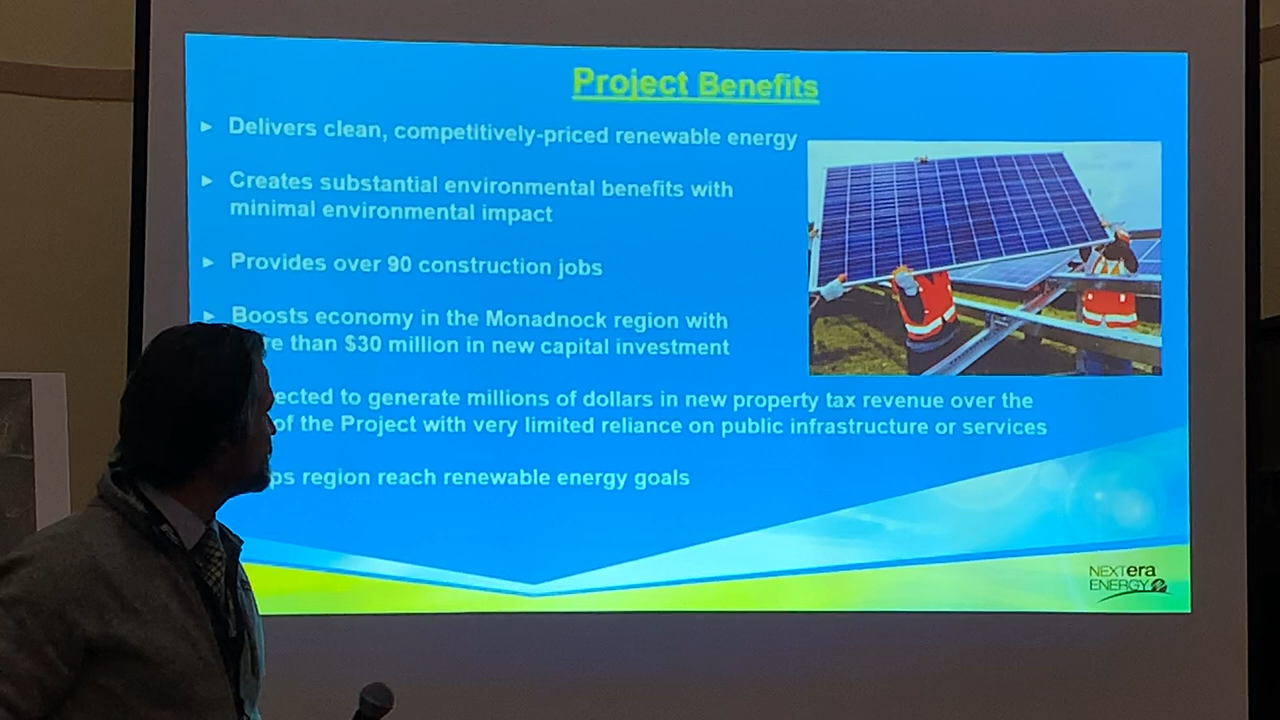 Project Benefits
► Delivers clean, competitively-priced renewable energy
► Creates substantial environmental benefits with
minimal environmental impact
► Provides over 90 construction jobs
► Boosts economy in the Monadnock region with
re than $30 million in new capital investment
ected to generate millions of dollars in new property tax revenue over the
of the Project with very limited reliance on public infrastructure or services
ps region reach renewable energy goals
NEXTera
ENERGY